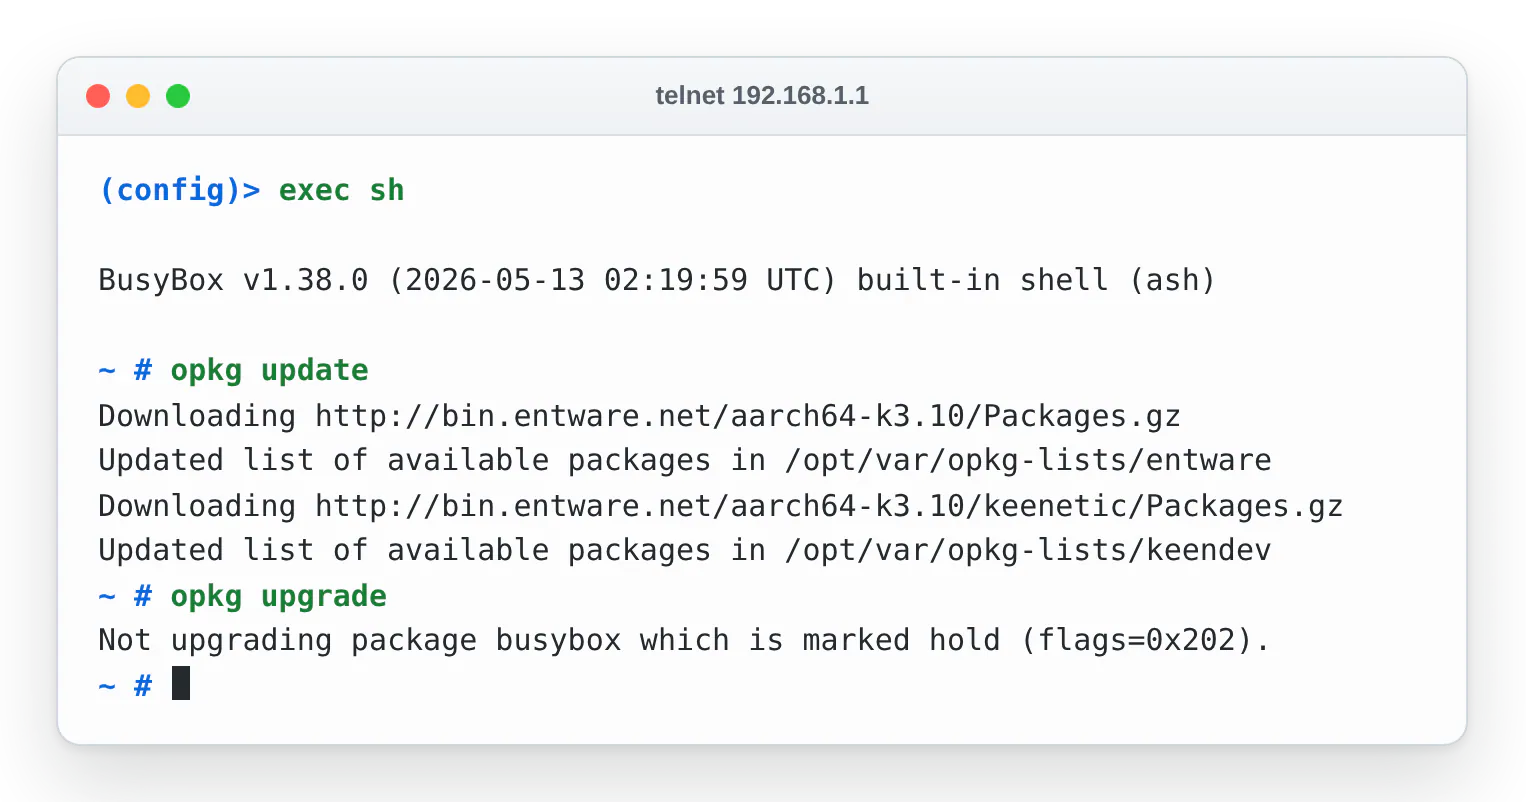 telnet 192.168.1.1
(config)> exec sh
BusyBox v1.38.0 (2026-05-13 02:19:59 UTC) built-in shell (ash)
~ # opkg update
Downloading http://bin.entware.net/aarch64-k3.10/Packages.gz
Updated list of available packages in /opt/var/opkg-lists/entware
Downloading http://bin.entware.net/aarch64-k3.10/keenetic/Packages.gz
Updated list of available packages in /opt/var/opkg-lists/keendev
~ # opkg upgrade
Not upgrading package busybox which is marked hold (flags=0x202).
~ #